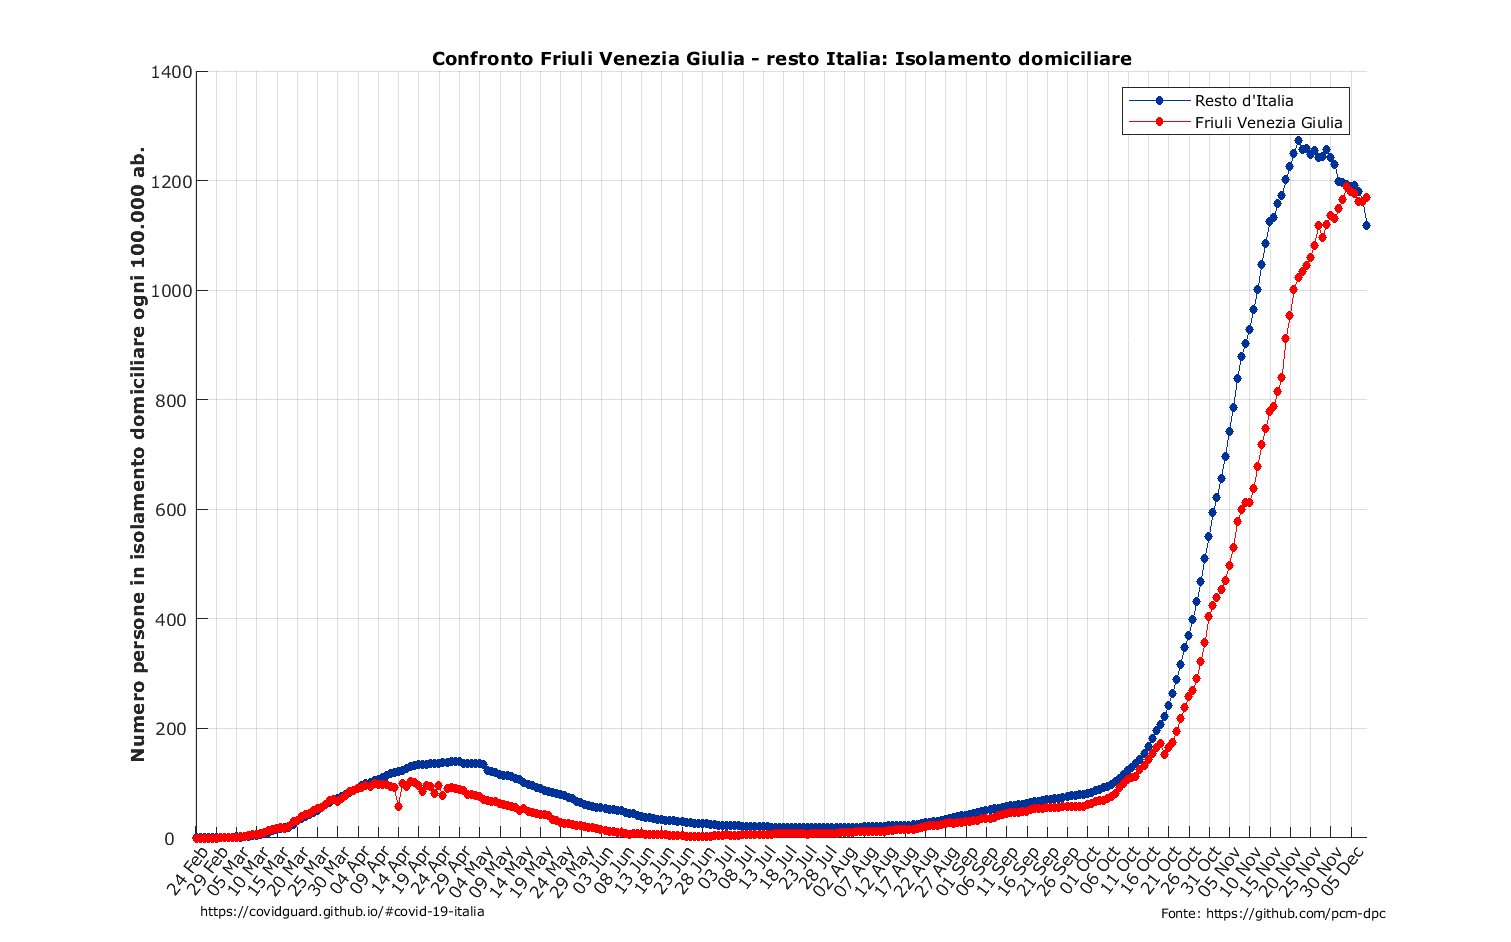 Confronto Friuli Venezia Giulia - resto Italia: Isolamento domiciliare
Numero persone in isolamento domiciliare ogni 100.000 ab.
1400
1200
1000
800
600
400
200
0
Resto d'Italia
Friuli Venezia Giulia
24 Feb
29 Feb
05 Mar
10 Mar
15 Mar
20 Mar
25 Mar
30 Mar
04 Apr
09 Apr
14 Apr
19 Apr
24 Apr
29 Apr
04 May
09 May
14 May
19 May
24 May
29 May
03 Jun
08 Jun
13 Jun
18 Jun
23 Jun
28 Jun
03 Jul
08 Jul
13 Jul
18 Jul
23 Jul
28 Jul
02 Aug
07 Aug
12 Aug
17 Aug
22 Aug
27 Aug
01 Sep
06 Sep
11 Sep
16 Sep
21 Sep
26 Sep
01 Oct
06 Oct
11 Oct
16 Oct
21 Oct
26 Oct
31 Oct
05 Nov
10 Nov
15 Nov
20 Nov
25 Nov
30 Nov
05 Dec
https://covidguard.github.io/#covid-19-italia
Fonte: https://github.com/pcm-dpc